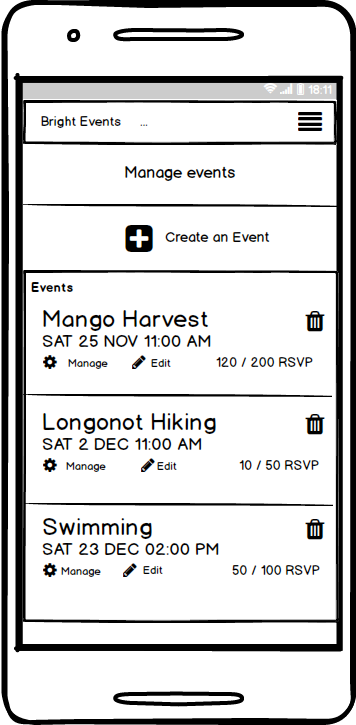 18:11
Bright Events ...
Manage events
Create an Event
Events
Mango Harvest
SAT 25 NOV 11:00 AM
Manage Edit 120 / 200 RSVP
Longonot Hiking
SAT 2 DEC 11:00 AM
Manage Edit 10 / 50 RSVP
Swimming
SAT 23 DEC 02:00 PM
Manage Edit 50 / 100 RSVP